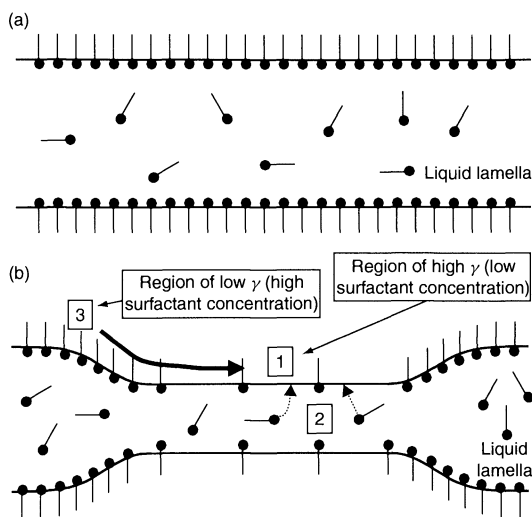 (a)
Liquid lamella
(b)
Region of low γ (high
surfactant concentration)
Region of high γ (low
surfactant concentration)
3
1
2
Liquid
lamella